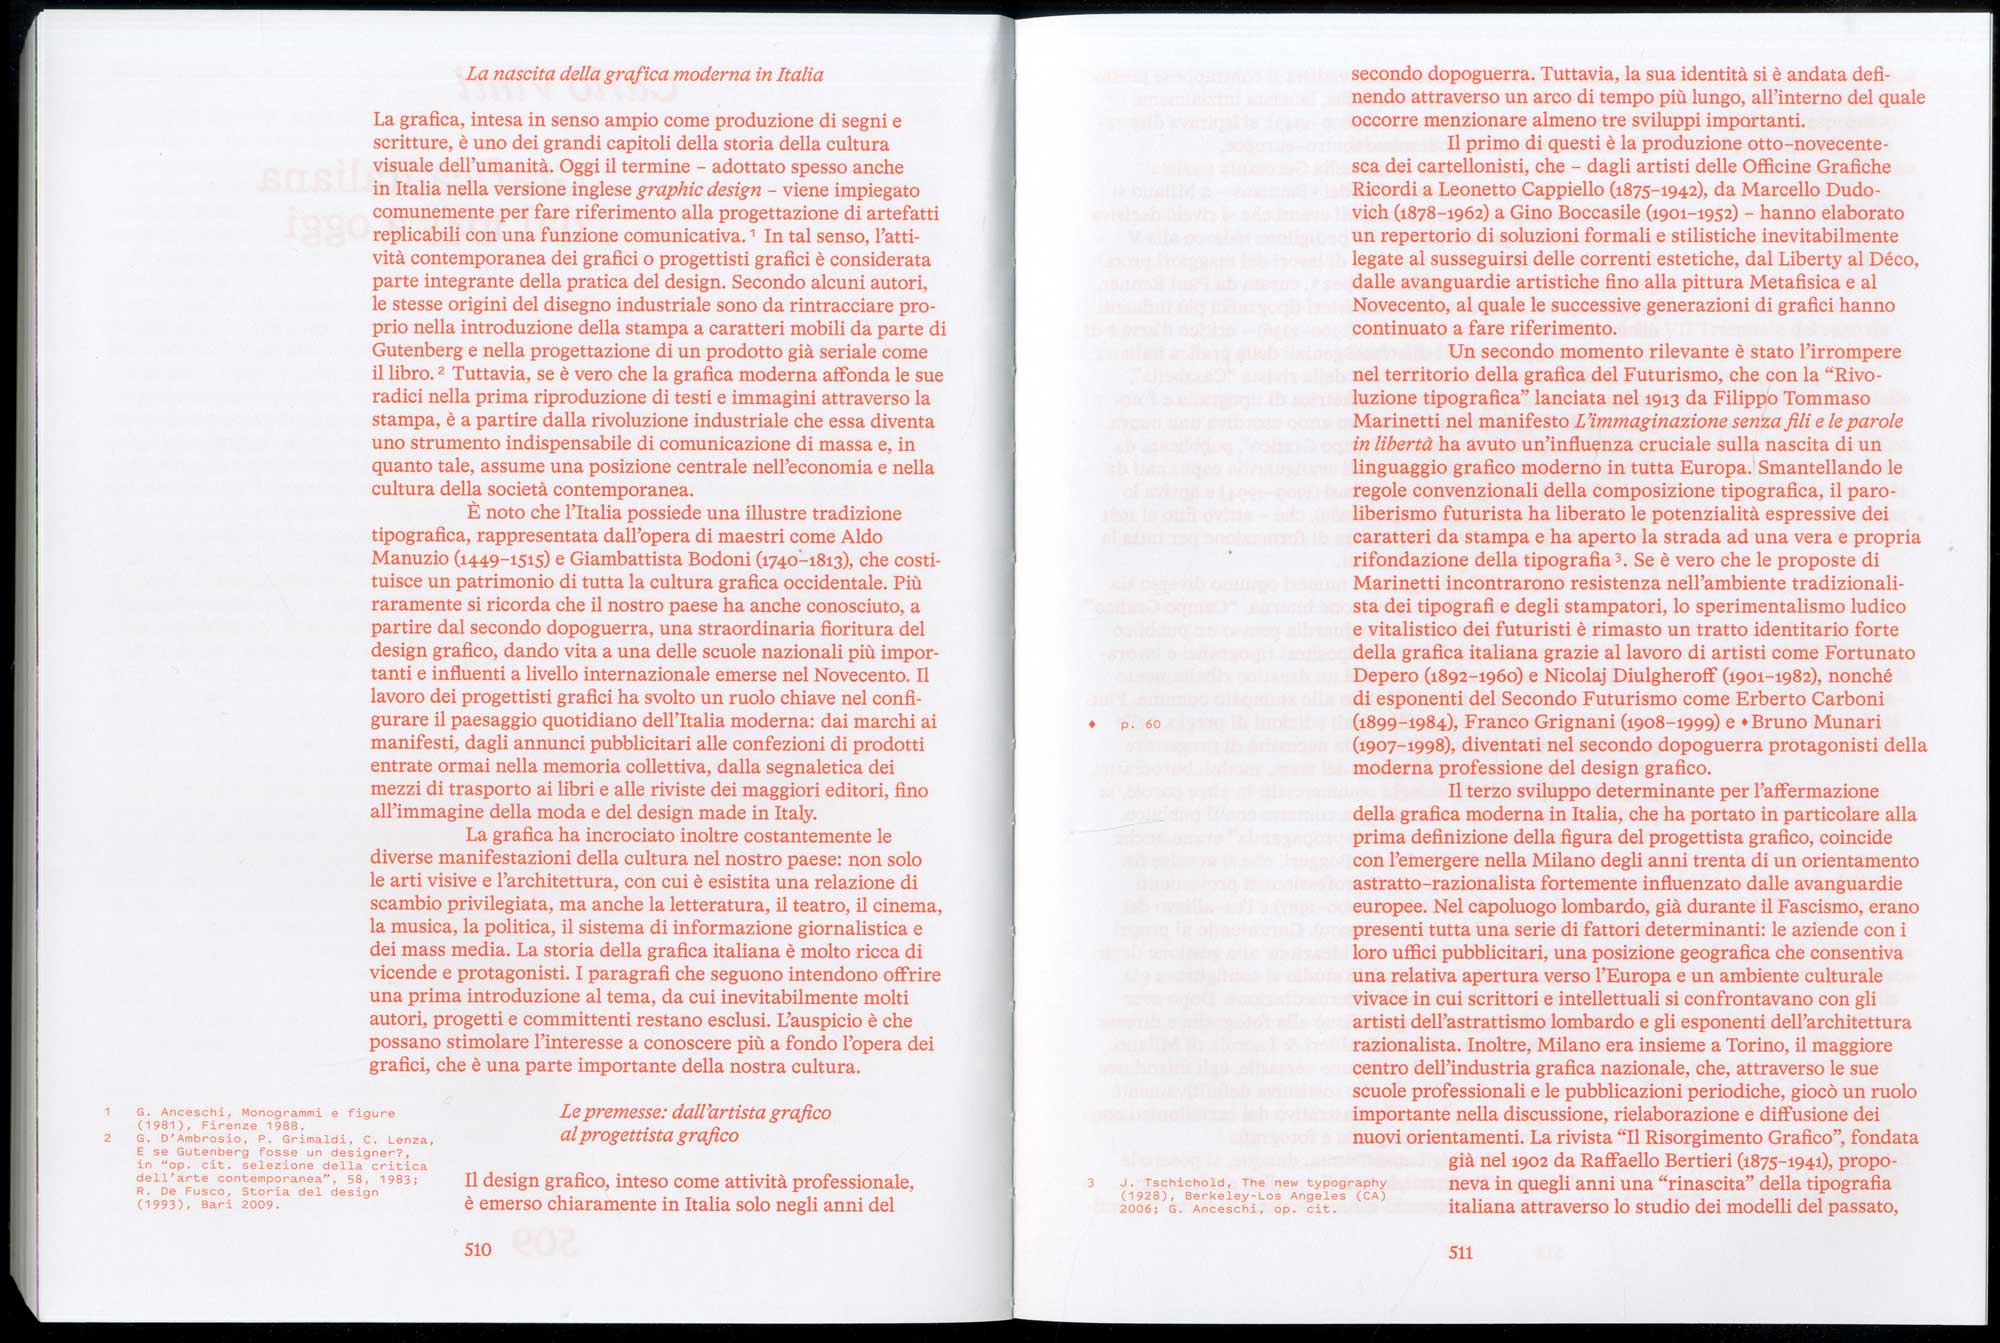 La nascita della grafica moderna in Italia
La grafica, intesa in senso ampio come produzione di segni e
scritture, è uno dei grandi capitoli della storia della cultura
visuale dell’umanità. Oggi il termine – adottato spesso anche
in Italia nella versione inglese graphic design – viene impiegato
comunemente per fare riferimento alla progettazione di artefatti
replicabili con una funzione comunicativa. 1 In tal senso, l’atti-
vità contemporanea dei grafici o progettisti grafici è considerata
parte integrante della pratica del design. Secondo alcuni autori,
le stesse origini del disegno industriale sono da rintracciare pro-
prio nella introduzione della stampa a caratteri mobili da parte di
Gutenberg e nella progettazione di un prodotto già seriale come
il libro. 2 Tuttavia, se è vero che la grafica moderna affonda le sue
radici nella prima riproduzione di testi e immagini attraverso la
stampa, è a partire dalla rivoluzione industriale che essa diventa
uno strumento indispensabile di comunicazione di massa e, in
quanto tale, assume una posizione centrale nell’economia e nella
cultura della società contemporanea.
È noto che l’Italia possiede una illustre tradizione
tipografica, rappresentata dall’opera di maestri come Aldo
Manuzio (1449–1515) e Giambattista Bodoni (1740–1813), che costi-
tuisce un patrimonio di tutta la cultura grafica occidentale. Più
raramente si ricorda che il nostro paese ha anche conosciuto, a
partire dal secondo dopoguerra, una straordinaria fioritura del
design grafico, dando vita a una delle scuole nazionali più impor-
tanti e influenti a livello internazionale emerse nel Novecento. Il
lavoro dei progettisti grafici ha svolto un ruolo chiave nel confi-
gurare il paesaggio quotidiano dell’Italia moderna: dai marchi ai
manifesti, dagli annunci pubblicitari alle confezioni di prodotti
entrate ormai nella memoria collettiva, dalla segnaletica dei
mezzi di trasporto ai libri e alle riviste dei maggiori editori, fino
all’immagine della moda e del design made in Italy.
La grafica ha incrociato inoltre costantemente le
diverse manifestazioni della cultura nel nostro paese: non solo
le arti visive e l’architettura, con cui è esistita una relazione di
scambio privilegiata, ma anche la letteratura, il teatro, il cinema,
la musica, la politica, il sistema di informazione giornalistica e
dei mass media. La storia della grafica italiana è molto ricca di
vicende e protagonisti. I paragrafi che seguono intendono offrire
una prima introduzione al tema, da cui inevitabilmente molti
autori, progetti e committenti restano esclusi. L’auspicio è che
possano stimolare l’interesse a conoscere più a fondo l’opera dei
grafici, che è una parte importante della nostra cultura.
Le premesse: dall’artista grafico
al progettista grafico
Il design grafico, inteso come attività professionale,
è emerso chiaramente in Italia solo negli anni del
1 G. Anceschi, Monogrammi e figure
(1981), Firenze 1988.
2 G. D’Ambrosio, P. Grimaldi, C. Lenza,
E se Gutenberg fosse un designer?,
in “op. cit. selezione della critica
dell’arte contemporanea”, 58, 1983;
R. De Fusco, Storia del design
(1993), Bari 2009.
510
secondo dopoguerra. Tuttavia, la sua identità si è andata defi-
nendo attraverso un arco di tempo più lungo, all’interno del quale
occorre menzionare almeno tre sviluppi importanti.
Il primo di questi è la produzione otto–novecente-
sca dei cartellonisti, che – dagli artisti delle Officine Grafiche
Ricordi a Leonetto Cappiello (1875–1942), da Marcello Dudo-
vich (1878–1962) a Gino Boccasile (1901–1952) – hanno elaborato
un repertorio di soluzioni formali e stilistiche inevitabilmente
legate al susseguirsi delle correnti estetiche, dal Liberty al Déco,
dalle avanguardie artistiche fino alla pittura Metafisica e al
Novecento, al quale le successive generazioni di grafici hanno
continuato a fare riferimento.
Un secondo momento rilevante è stato l’irrompere
nel territorio della grafica del Futurismo, che con la “Rivo-
luzione tipografica” lanciata nel 1913 da Filippo Tommaso
Marinetti nel manifesto L’immaginazione senza fili e le parole
in libertà ha avuto un’influenza cruciale sulla nascita di un
linguaggio grafico moderno in tutta Europa. Smantellando le
regole convenzionali della composizione tipografica, il paro-
liberismo futurista ha liberato le potenzialità espressive dei
caratteri da stampa e ha aperto la strada ad una vera e propria
rifondazione della tipografia 3. Se è vero che le proposte di
Marinetti incontrarono resistenza nell’ambiente tradizionali-
sta dei tipografi e degli stampatori, lo sperimentalismo ludico
e vitalistico dei futuristi è rimasto un tratto identitario forte
della grafica italiana grazie al lavoro di artisti come Fortunato
Depero (1892–1960) e Nicolaj Diulgheroff (1901–1982), nonché
di esponenti del Secondo Futurismo come Erberto Carboni
(1899–1984), Franco Grignani (1908–1999) e ♦Bruno Munari
(1907–1998), diventati nel secondo dopoguerra protagonisti della
moderna professione del design grafico.
♦ p. 60
Il terzo sviluppo determinante per l’affermazione
della grafica moderna in Italia, che ha portato in particolare alla
prima definizione della figura del progettista grafico, coincide
con l’emergere nella Milano degli anni trenta di un orientamento
astratto–razionalista fortemente influenzato dalle avanguardie
europee. Nel capoluogo lombardo, già durante il Fascismo, erano
presenti tutta una serie di fattori determinanti: le aziende con i
loro uffici pubblicitari, una posizione geografica che consentiva
una relativa apertura verso l’Europa e un ambiente culturale
vivace in cui scrittori e intellettuali si confrontavano con gli
artisti dell’astrattismo lombardo e gli esponenti dell’architettura
razionalista. Inoltre, Milano era insieme a Torino, il maggiore
centro dell’industria grafica nazionale, che, attraverso le sue
scuole professionali e le pubblicazioni periodiche, giocò un ruolo
importante nella discussione, rielaborazione e diffusione dei
nuovi orientamenti. La rivista “Il Risorgimento Grafico”, fondata
già nel 1902 da Raffaello Bertieri (1875–1941), propo-
neva in quegli anni una “rinascita” della tipografia
italiana attraverso lo studio dei modelli del passato,
3 J. Tschichold, The new typography
(1928), Berkeley-Los Angeles (CA)
2006; G. Anceschi, op. cit.
511